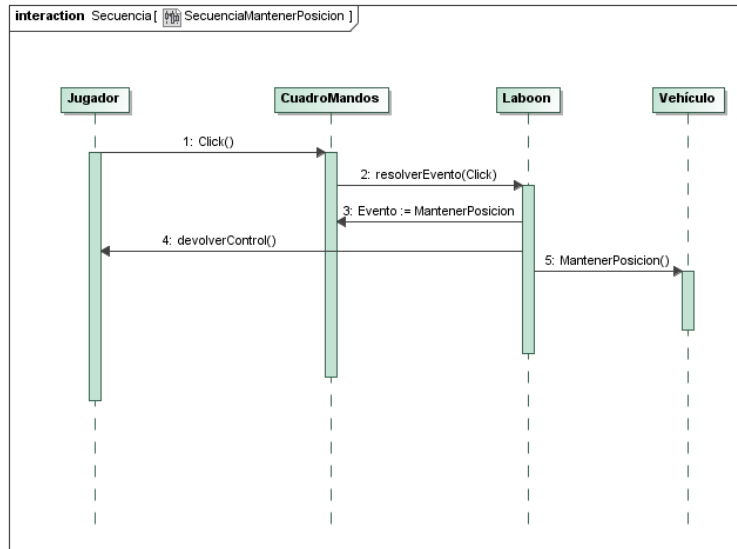 interaction Secuencia [ SecuenciaMantenerPosicion ]
Jugador
CuadroMandos
Laboon
Vehículo
1: Click()
2: resolverEvento(Click)
3: Evento := MantenerPosicion
4: devolverControl()
5: MantenerPosicion()